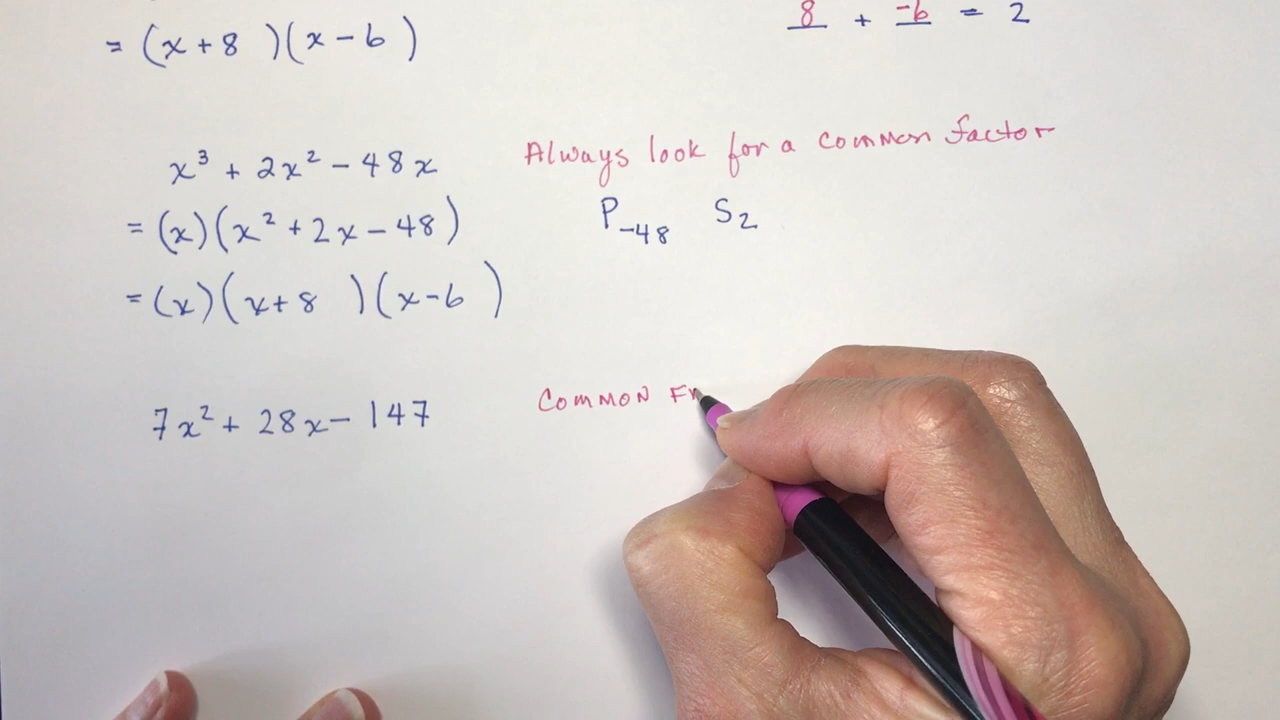 8 + -6 = 2
= (x+8 )(x-6 )
x³ + 2x² - 48x Always look for a common factor
= (x)(x² + 2x - 48) P₋₄₈ S₂
= (x)(x+8 )(x-6 )
7x² + 28x - 147 COMMON